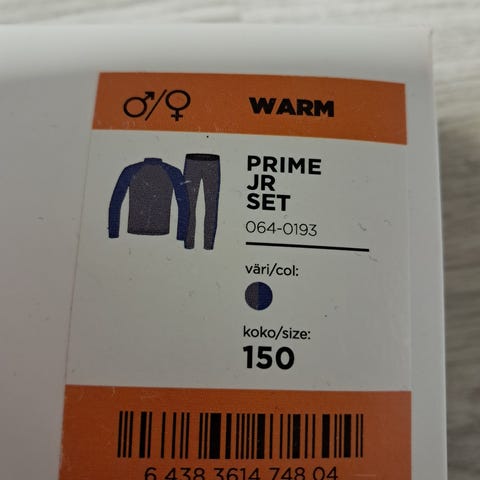 ♂/♀ WARM
PRIME
JR
SET
064-0193
väri/col:
koko/size:
150
6 438 3614 748 04